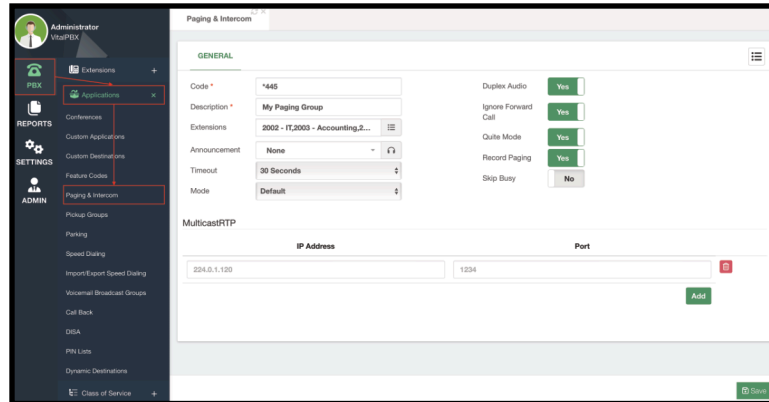 Administrator
VitalPBX
Paging & Intercom
PBX
REPORTS
SETTINGS
ADMIN
Extensions +
Applications ×
Conferences
Custom Applications
Custom Destinations
Feature Codes
Paging & Intercom
Pickup Groups
Parking
Speed Dialing
Import/Export Speed Dialing
Voicemail Broadcast Groups
Call Back
DISA
PIN Lists
Dynamic Destinations
Class of Service +
GENERAL
Code * *445
Description * My Paging Group
Extensions 2002 - IT,2003 - Accounting,2...
Announcement None
Timeout 30 Seconds
Mode Default
Duplex Audio Yes
Ignore Forward
Call Yes
Quite Mode Yes
Record Paging Yes
Skip Busy No
MulticastRTP
IP Address Port
224.0.1.120 1234
Add
Save